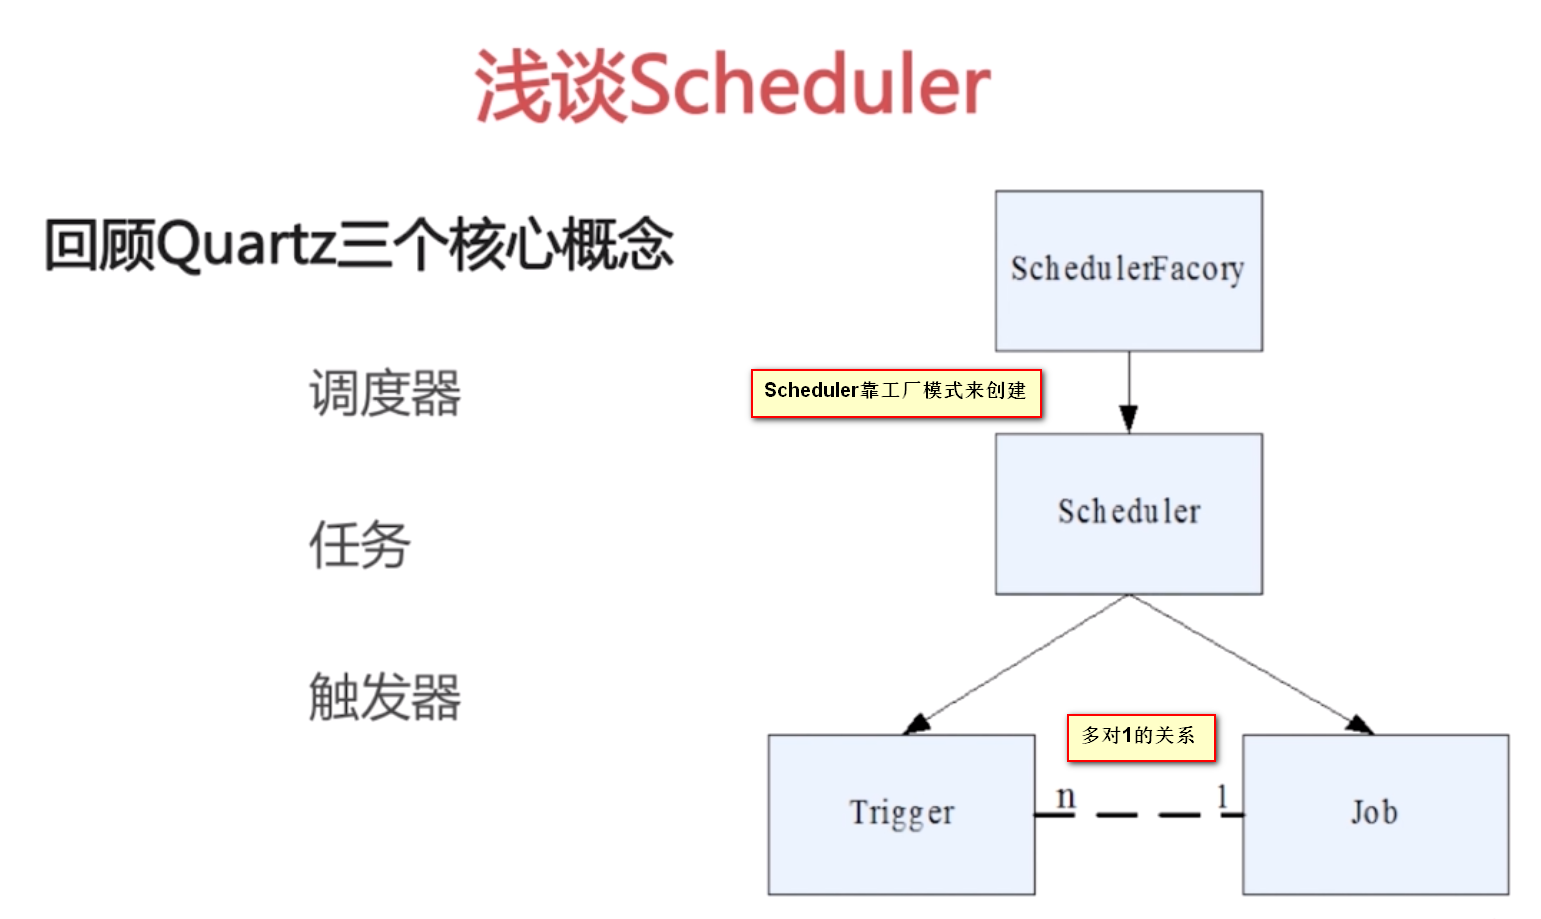 浅谈Scheduler
回顾Quartz三个核心概念
调度器
任务
触发器
SchedulerFacory
Scheduler靠工厂模式来创建
Scheduler
多对1的关系
Trigger
n
1
Job